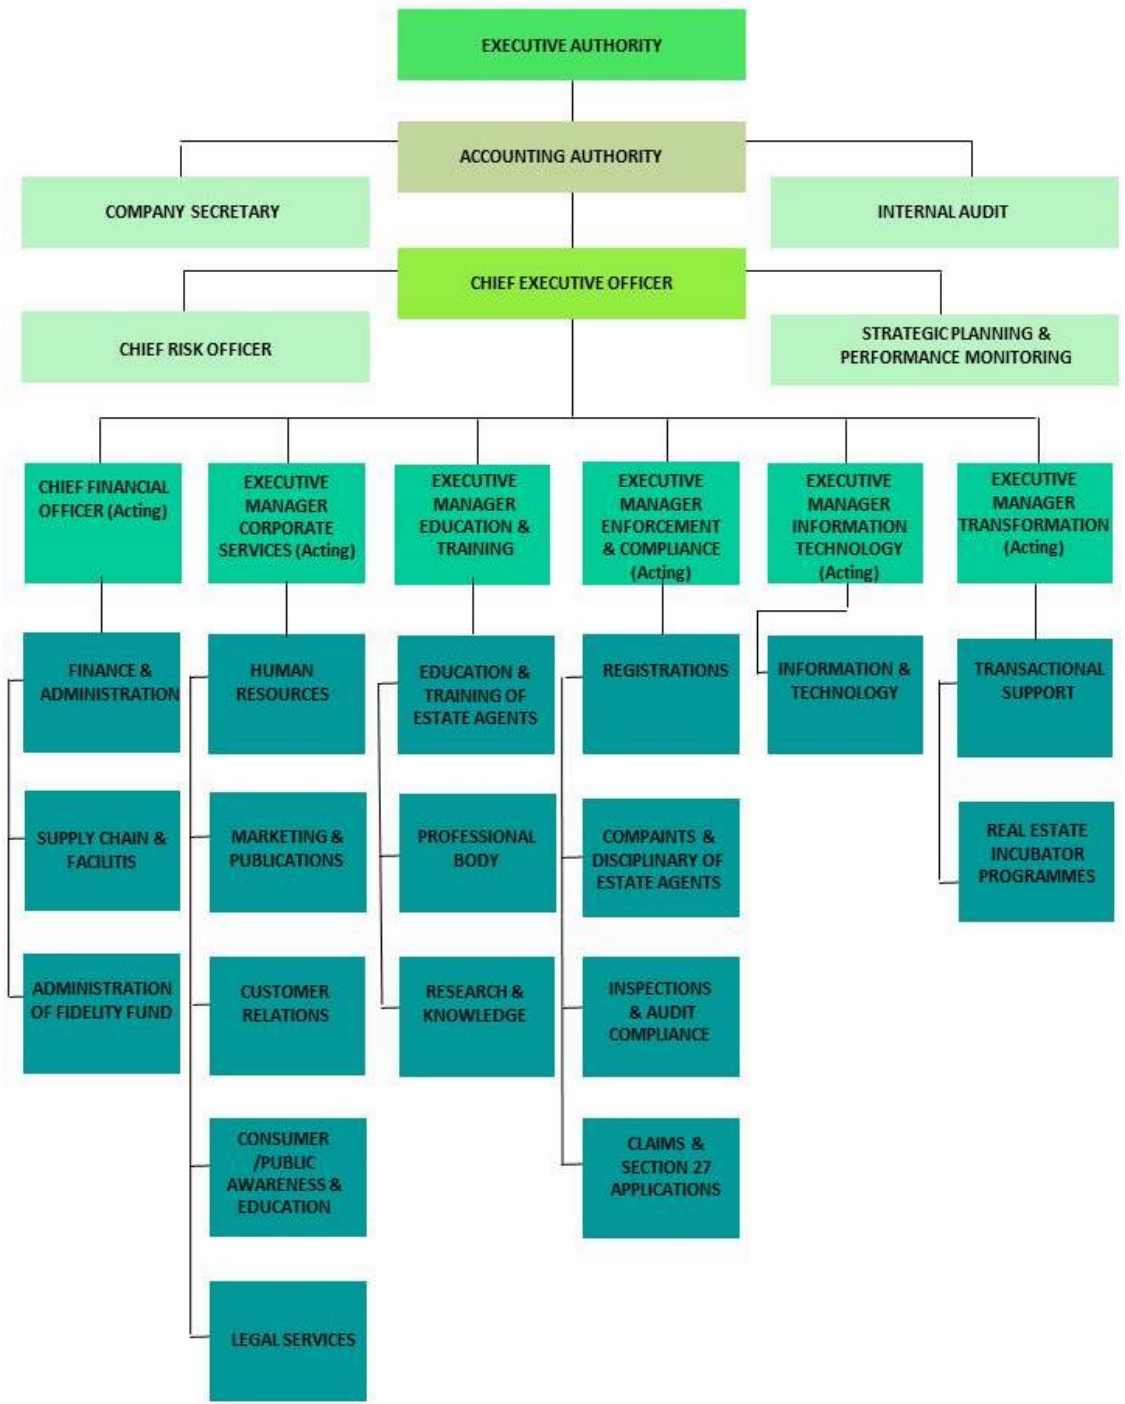 EXECUTIVE AUTHORITY
ACCOUNTING AUTHORITY
COMPANY SECRETARY
INTERNAL AUDIT
CHIEF EXECUTIVE OFFICER
CHIEF RISK OFFICER
STRATEGIC PLANNING &
PERFORMANCE MONITORING
CHIEF FINANCIAL
OFFICER (Acting)
EXECUTIVE
MANAGER
CORPORATE
SERVICES (Acting)
EXECUTIVE
MANAGER
EDUCATION &
TRAINING
EXECUTIVE
MANAGER
ENFORCEMENT
& COMPLIANCE
(Acting)
EXECUTIVE
MANAGER
INFORMATION
TECHNOLOGY
(Acting)
EXECUTIVE
MANAGER
TRANSFORMATION
(Acting)
FINANCE &
ADMINISTRATION
HUMAN
RESOURCES
EDUCATION &
TRAINING OF
ESTATE AGENTS
REGISTRATIONS
INFORMATION &
TECHNOLOGY
TRANSACTIONAL
SUPPORT
SUPPLY CHAIN &
FACILITIS
MARKETING &
PUBLICATIONS
PROFESSIONAL
BODY
COMPAINTS &
DISCIPLINARY OF
ESTATE AGENTS
REAL ESTATE
INCUBATOR
PROGRAMMES
ADMINISTRATION
OF FIDELITY FUND
CUSTOMER
RELATIONS
RESEARCH &
KNOWLEDGE
INSPECTIONS
& AUDIT
COMPLIANCE
CONSUMER
/PUBLIC
AWARENESS &
EDUCATION
CLAIMS &
SECTION 27
APPLICATIONS
LEGAL SERVICES